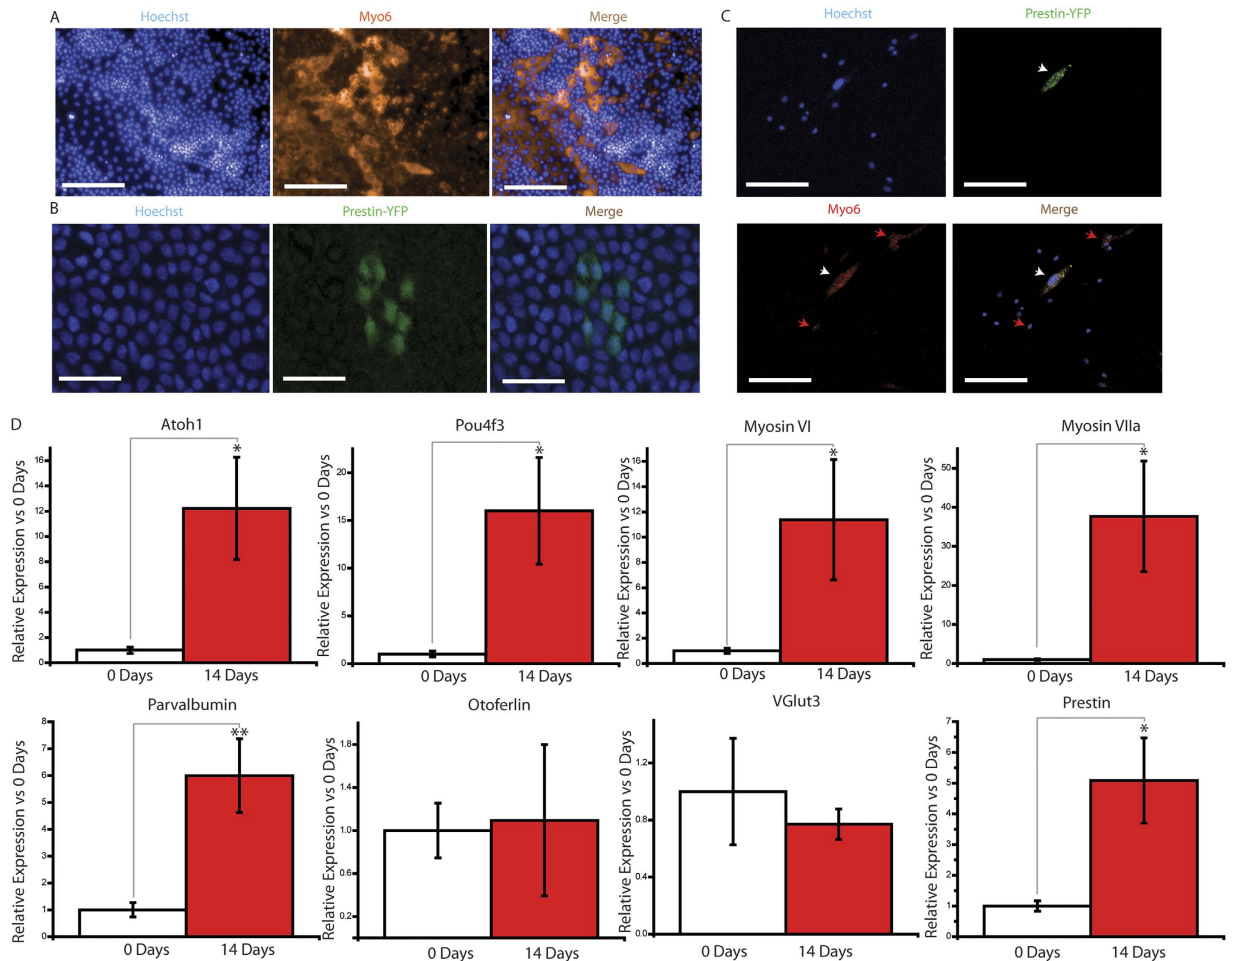 A Hoechst Myo6 Merge
B Hoechst Prestin-YFP Merge
C Hoechst Prestin-YFP
Myo6 Merge
D
Atoh1
Relative Expression vs 0 Days
16
14
12
10
8
6
4
2
0
0 Days 14 Days
*
Pou4f3
Relative Expression vs 0 Days
20
15
10
5
0
0 Days 14 Days
*
Myosin VI
Relative Expression vs 0 Days
16
14
12
10
8
6
4
2
0
0 Days 14 Days
*
Myosin VIIa
Relative Expression vs 0 Days
50
40
30
20
10
0
0 Days 14 Days
*
Parvalbumin
Relative Expression vs 0 Days
8
7
6
5
4
3
2
1
0
0 Days 14 Days
**
Otoferlin
Relative Expression vs 0 Days
1.8
1.4
1.0
0.6
0.2
0 Days 14 Days
VGlut3
Relative Expression vs 0 Days
1.2
0.8
0.4
0.0
0 Days 14 Days
Prestin
Relative Expression vs 0 Days
7
6
5
4
3
2
1
0
0 Days 14 Days
*